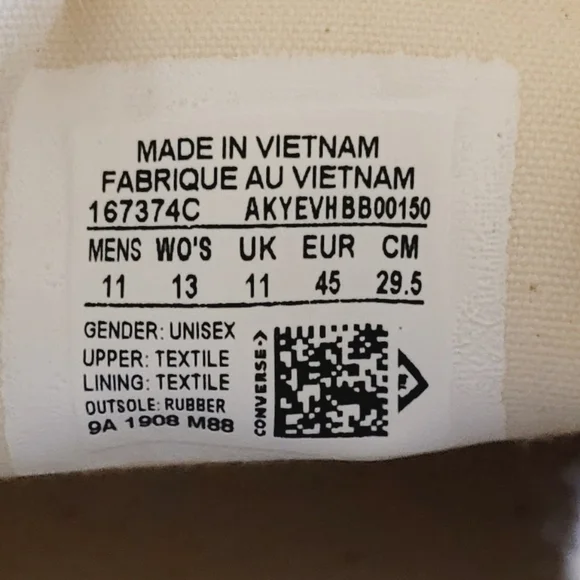 MADE IN VIETNAM
FABRIQUE AU VIETNAM
167374C AKYEVHBB00150
MENS WO'S UK EUR CM
11 13 11 45 29.5
GENDER: UNISEX
UPPER: TEXTILE
LINING: TEXTILE
OUTSOLE: RUBBER
9A 1908 M88
CONVERSE->